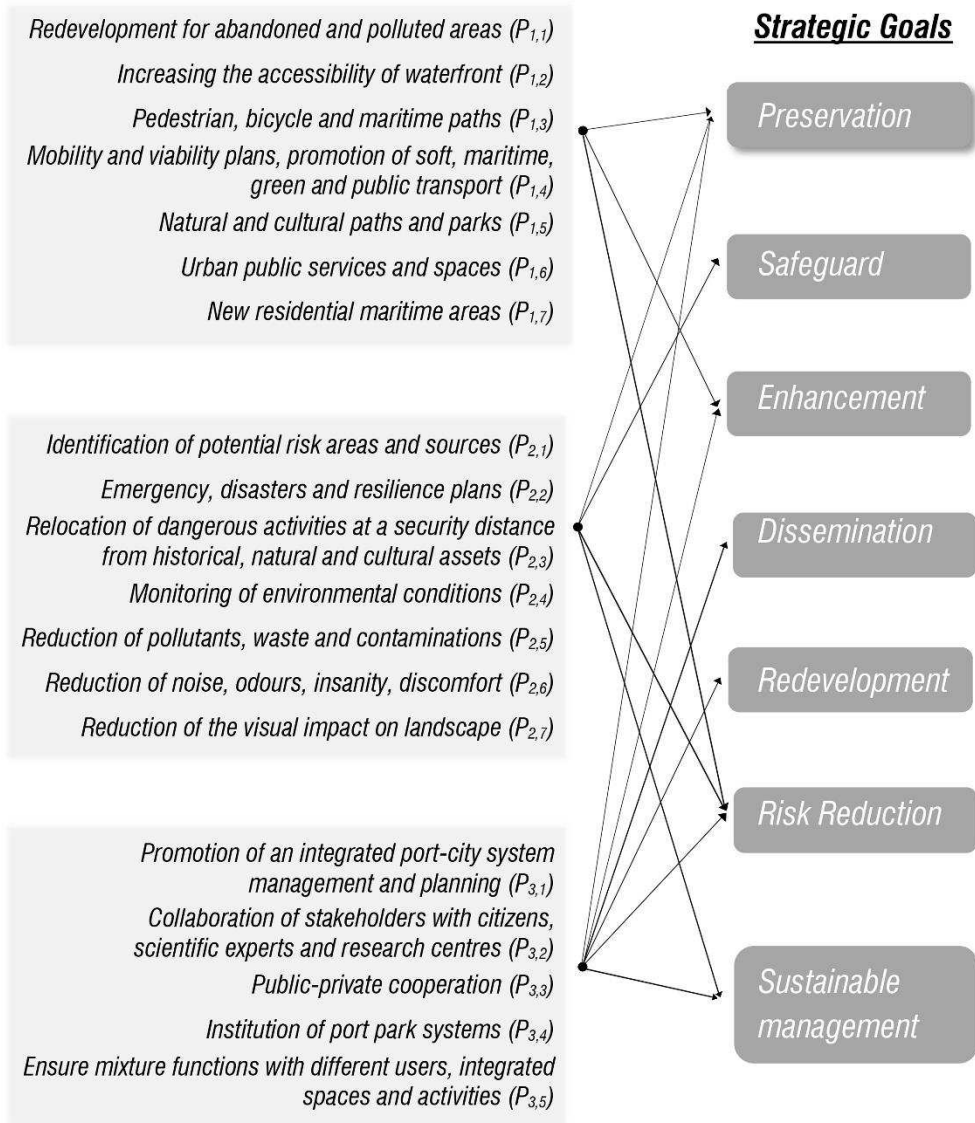 Redevelopment for abandoned and polluted areas (P1,1)
Increasing the accessibility of waterfront (P1,2)
Pedestrian, bicycle and maritime paths (P1,3)
Mobility and viability plans, promotion of soft, maritime,
green and public transport (P1,4)
Natural and cultural paths and parks (P1,5)
Urban public services and spaces (P1,6)
New residential maritime areas (P1,7)
Identification of potential risk areas and sources (P2,1)
Emergency, disasters and resilience plans (P2,2)
Relocation of dangerous activities at a security distance
from historical, natural and cultural assets (P2,3)
Monitoring of environmental conditions (P2,4)
Reduction of pollutants, waste and contaminations (P2,5)
Reduction of noise, odours, insanity, discomfort (P2,6)
Reduction of the visual impact on landscape (P2,7)
Promotion of an integrated port-city system
management and planning (P3,1)
Collaboration of stakeholders with citizens,
scientific experts and research centres (P3,2)
Public-private cooperation (P3,3)
Institution of port park systems (P3,4)
Ensure mixture functions with different users, integrated
spaces and activities (P3,5)
Strategic Goals
Preservation
Safeguard
Enhancement
Dissemination
Redevelopment
Risk Reduction
Sustainable
management